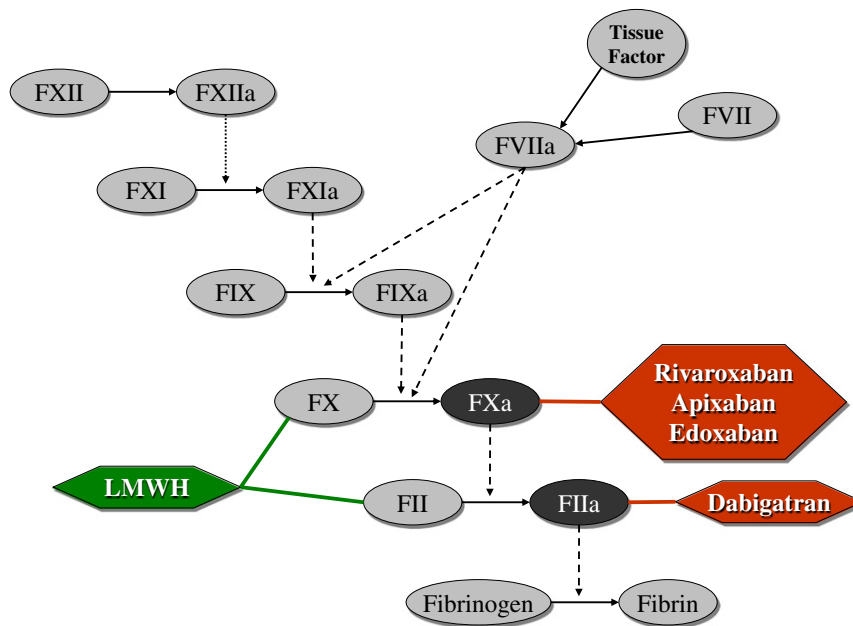 Tissue
Factor
FXII
FXIIa
FVII
FVIIa
FXI
FXIa
FIX
FIXa
FX
FXa
Rivaroxaban
Apixaban
Edoxaban
LMWH
FII
FIIa
Dabigatran
Fibrinogen
Fibrin